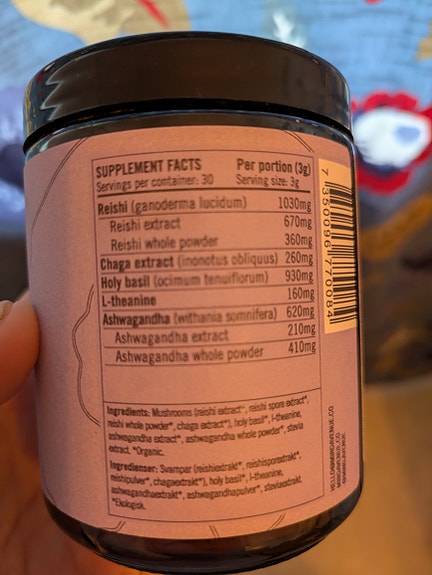 SUPPLEMENT FACTS Per portion (3g)
Servings per container: 30 Serving size: 3g
Reishi (ganoderma lucidum) 1030mg
Reishi extract 670mg
Reishi whole powder 360mg
Chaga extract (inonotus obliquus) 260mg
Holy basil (ocimum tenuiflorum) 930mg
L-theanine 160mg
Ashwagandha (withania somnifera) 620mg
Ashwagandha extract 210mg
Ashwagandha whole powder 410mg
Ingredients: Mushrooms (reishi extract*, reishi spore extract*,
reishi whole powder*, chaga extract*), holy basil*, l-theanine,
ashwagandha extract*, ashwagandha whole powder*, stevia
extract. *Organic.
Ingredienser: Svampar (reishiextrakt*, reishisporextrakt*,
reishipulver*, chagaextrakt*), holy basil*, l-theanine,
ashwagandhaextrakt*, ashwagandhapulver*, steviaextrakt.
*Ekologisk.
7 350096 770084